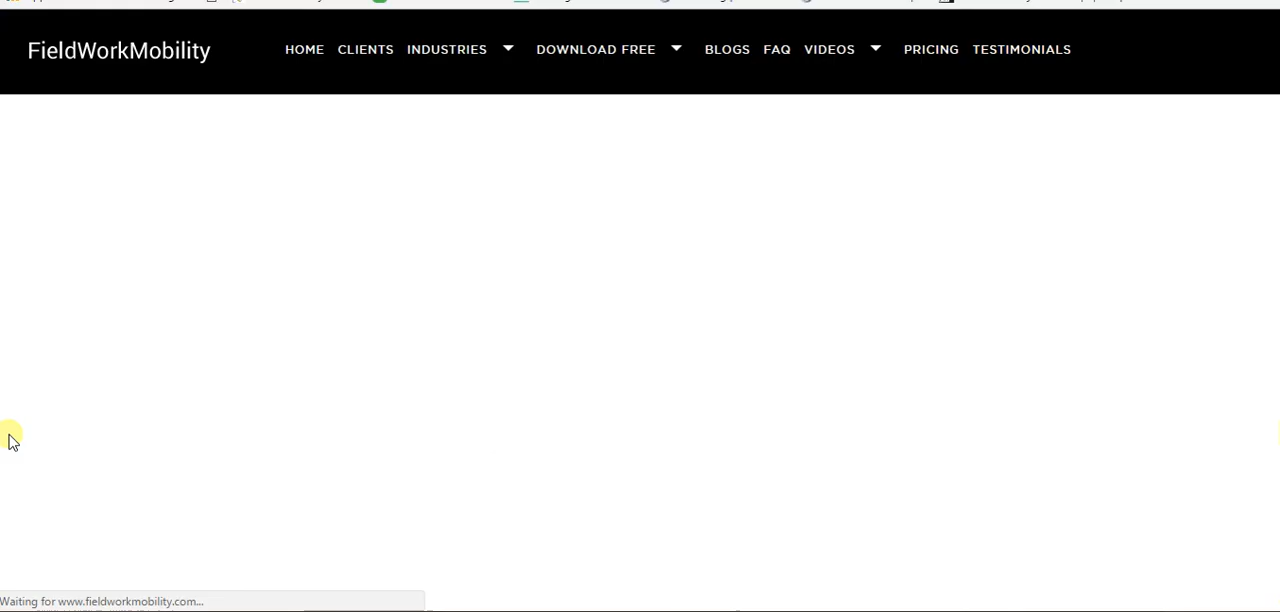 FieldWorkMobility
HOME CLIENTS INDUSTRIES DOWNLOAD FREE BLOGS FAQ VIDEOS PRICING TESTIMONIALS
Waiting for www.fieldworkmobility.com...